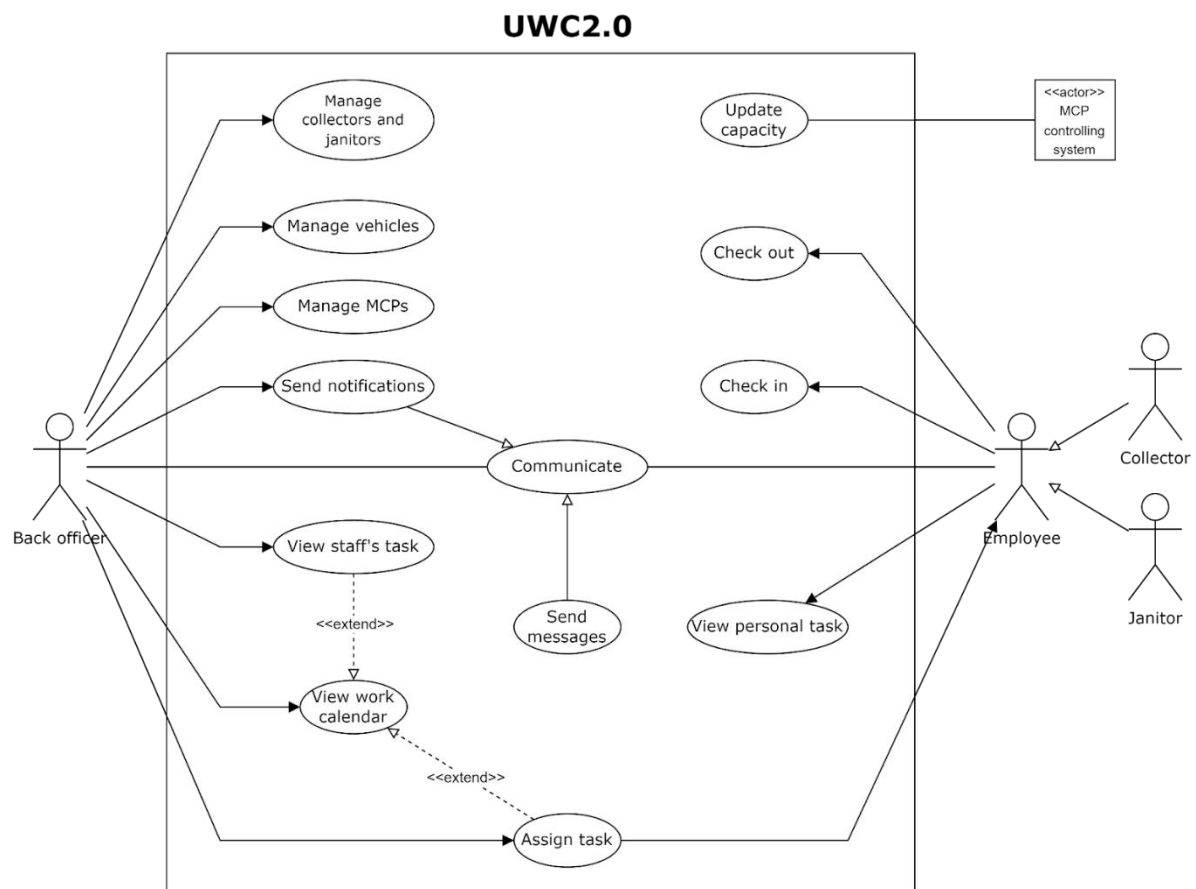 UWC2.0
Manage
collectors and
janitors
Update
capacity
<<actor>>
MCP
controlling
system
Manage vehicles
Check out
Manage MCPs
Send notifications
Check in
Communicate
Collector
Back officer
View staff's task
Employee
<<extend>>
Send
messages
View personal task
Janitor
View work
calendar
<<extend>>
Assign task